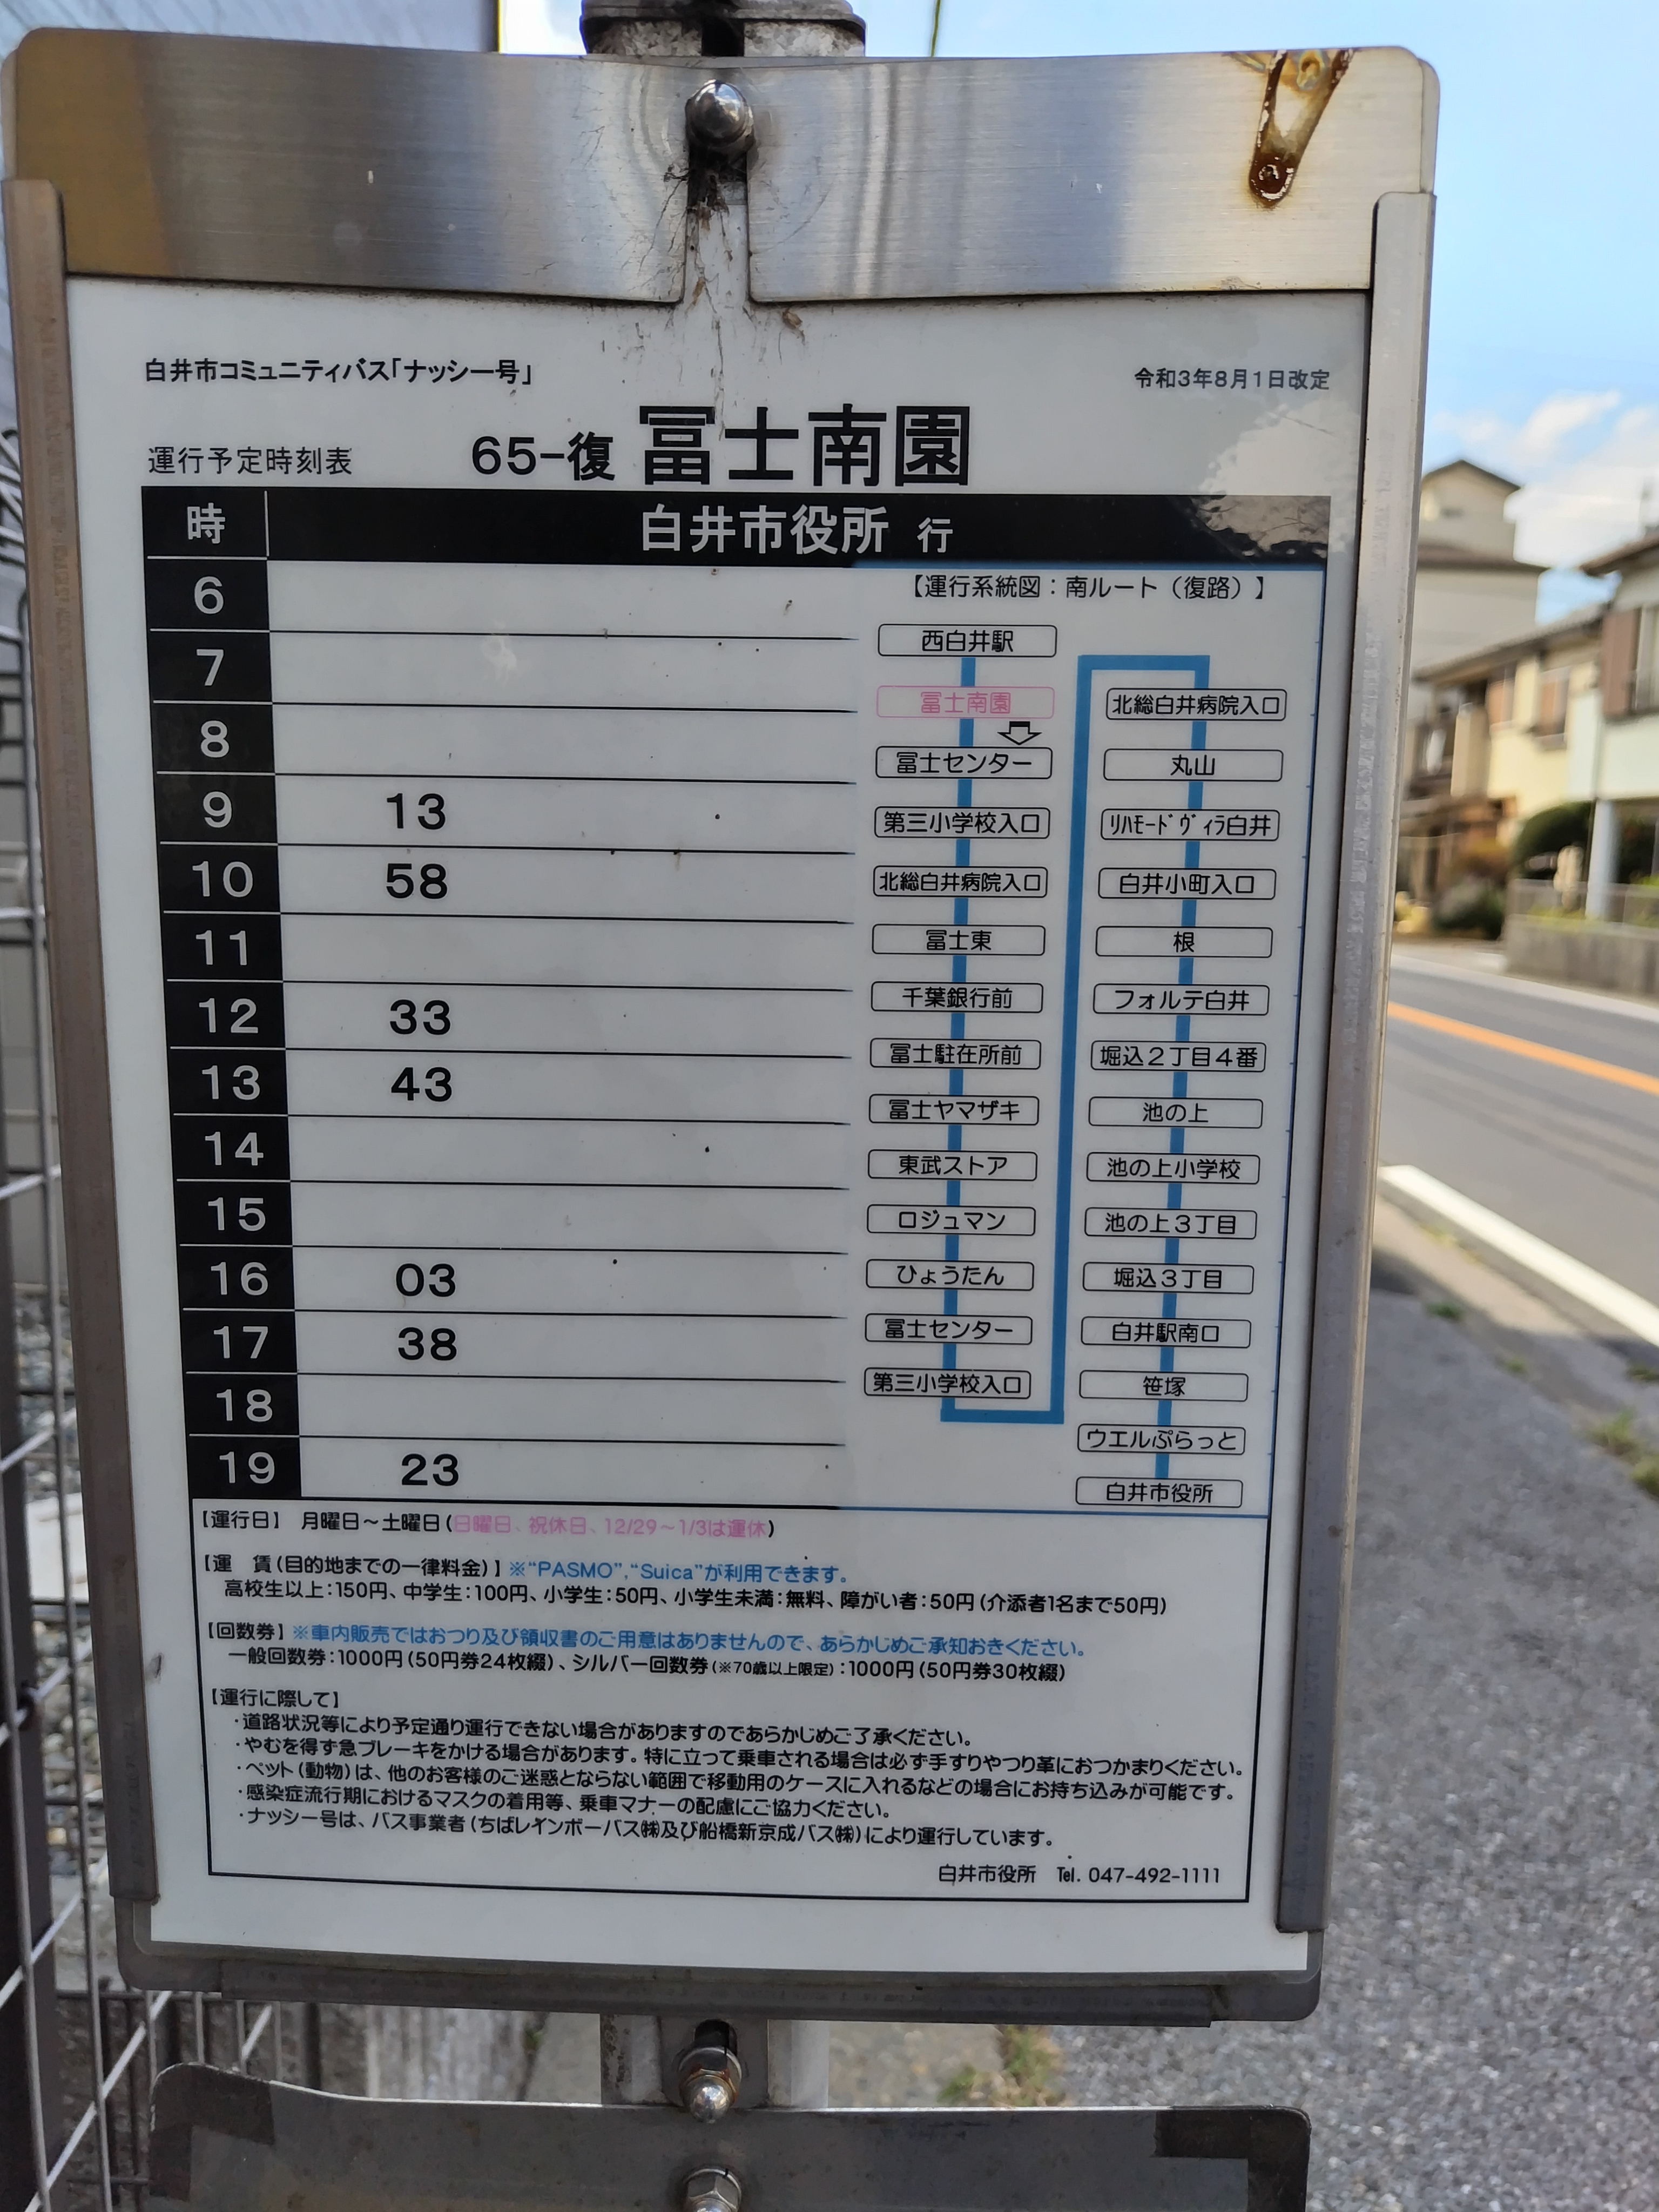 白井市コミュニティバス「ナッシー号」
令和3年8月1日改定
運行予定時刻表 65-復 冨士南園
時 白井市役所 行
6
7
8
9 13
10 58
11
12 33
13 43
14
15
16 03
17 38
18
19 23
【運行系統図：南ルート（復路）】
西白井駅
冨士南園
冨士センター
第三小学校入口
北総白井病院入口
冨士東
千葉銀行前
冨士駐在所前
冨士ヤマザキ
東武ストア
ロジュマン
ひょうたん
冨士センター
第三小学校入口
北総白井病院入口
丸山
ﾘﾊﾓｰﾄﾞｳﾞｨﾗ白井
白井小町入口
根
フォルテ白井
堀込２丁目４番
池の上
池の上小学校
池の上３丁目
堀込３丁目
白井駅南口
笹塚
ウエルぷらっと
白井市役所
【運行日】 月曜日～土曜日（日曜日、祝休日、12/29～1/3は運休）
【運 賃（目的地までの一律料金）】※“PASMO”,“Suica”が利用できます。
高校生以上：150円、中学生：100円、小学生：50円、小学生未満：無料、障がい者：50円（介添者1名まで50円）
【回数券】※車内販売ではおつり及び領収書のご用意はありませんので、あらかじめご承知おきください。
一般回数券：1000円（50円券24枚綴）、シルバー回数券（※70歳以上限定）：1000円（50円券30枚綴）
【運行に際して】
・道路状況等により予定通り運行できない場合がありますのであらかじめご了承ください。
・やむを得ず急ブレーキをかける場合があります。特に立って乗車される場合は必ず手すりやつり革におつかまりください。
・ペット（動物）は、他のお客様のご迷惑とならない範囲で移動用のケースに入れるなどの場合にお持ち込みが可能です。
・感染症流行期におけるマスクの着用等、乗車マナーの配慮にご協力ください。
・ナッシー号は、バス事業者（ちばレインボーバス㈱及び船橋新京成バス㈱）により運行しています。
白井市役所 Tel. 047-492-1111